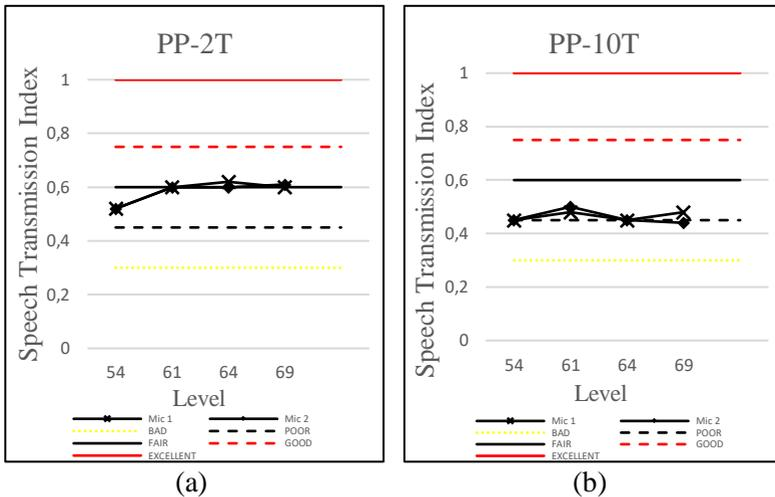 PP-2T
Speech Transmission Index
1
0,8
0,6
0,4
0,2
0
54 61 64 69
Level
Mic 1 Mic 2
BAD POOR
FAIR GOOD
EXCELLENT
(a)
PP-10T
Speech Transmission Index
1
0,8
0,6
0,4
0,2
0
54 61 64 69
Level
Mic 1 Mic 2
BAD POOR
FAIR GOOD
EXCELLENT
(b)